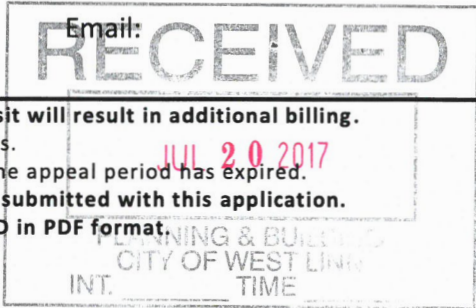 Email:
RECEIVED
sit will result in additional billing.
s.
JUL 20 2017
he appeal period has expired.
submitted with this application.
D in PDF format.
PLANNING & BUILDING
CITY OF WEST LINN
INT. TIME